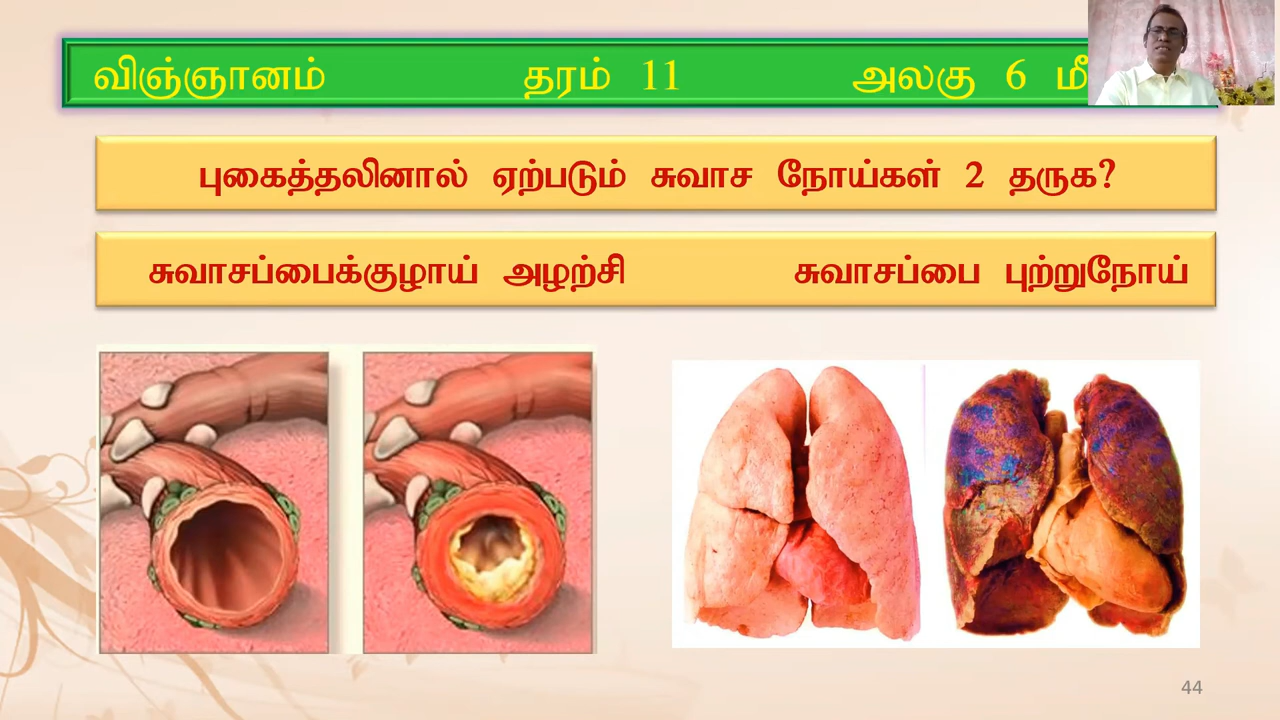 விஞ்ஞானம் தரம் 11 அலகு 6
புகைத்தலினால் ஏற்படும் சுவாச நோய்கள் 2 தருக?
சுவாசப்பைக்குழாய் அழற்சி சுவாசப்பை புற்றுநோய்
44